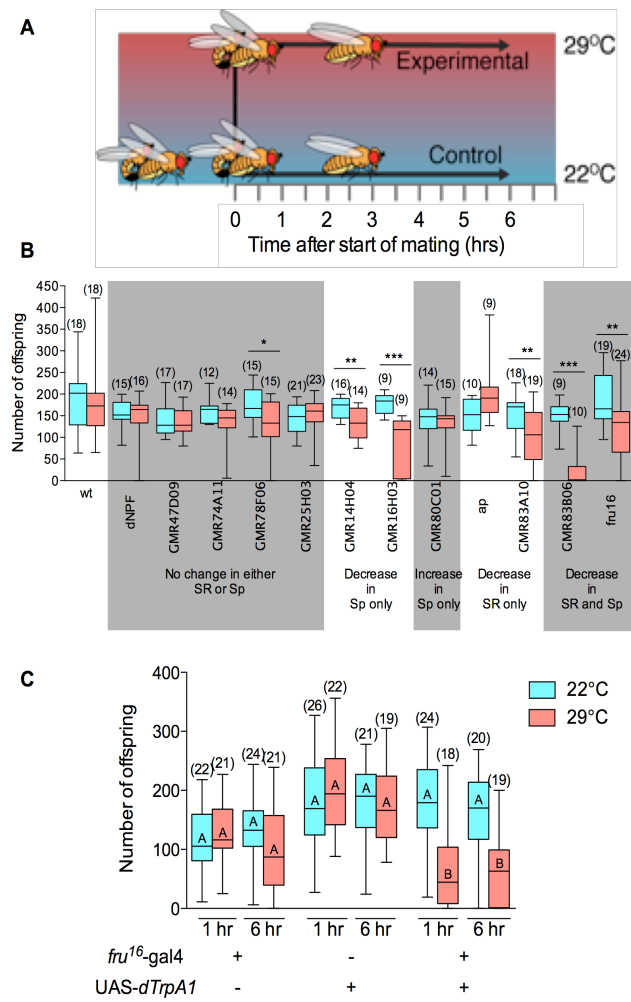 A
29⁰C
Experimental
Control
22⁰C
0 1 2 3 4 5 6
Time after start of mating (hrs)
B
Number of offspring
450
400
350
300
250
200
150
100
50
0
(18) (18) (15) (16) (17) (17) (12) (14) (15) (15) (21) (23) (16) (14) (9) (9) (14) (15) (10) (9) (18) (19) (9) (10) (19) (24)
* ** *** ** *** **
wt dNPF GMR47D09 GMR74A11 GMR78F06 GMR25H03 GMR14H04 GMR16H03 GMR80C01 ap GMR83A10 GMR83B06 fru16
No change in either
SR or Sp
Decrease
in
Sp only
Increase
in
Sp only
Decrease
in
SR only
Decrease
in
SR and Sp
C
Number of offspring
400
300
200
100
0
(22) (21) (24) (21) (26) (22) (21) (19) (24) (18) (20) (19)
A A A A A A A A A B A B
22°C
29°C
1 hr 6 hr 1 hr 6 hr 1 hr 6 hr
fru¹⁶-gal4 + - +
UAS-dTrpA1 - + +